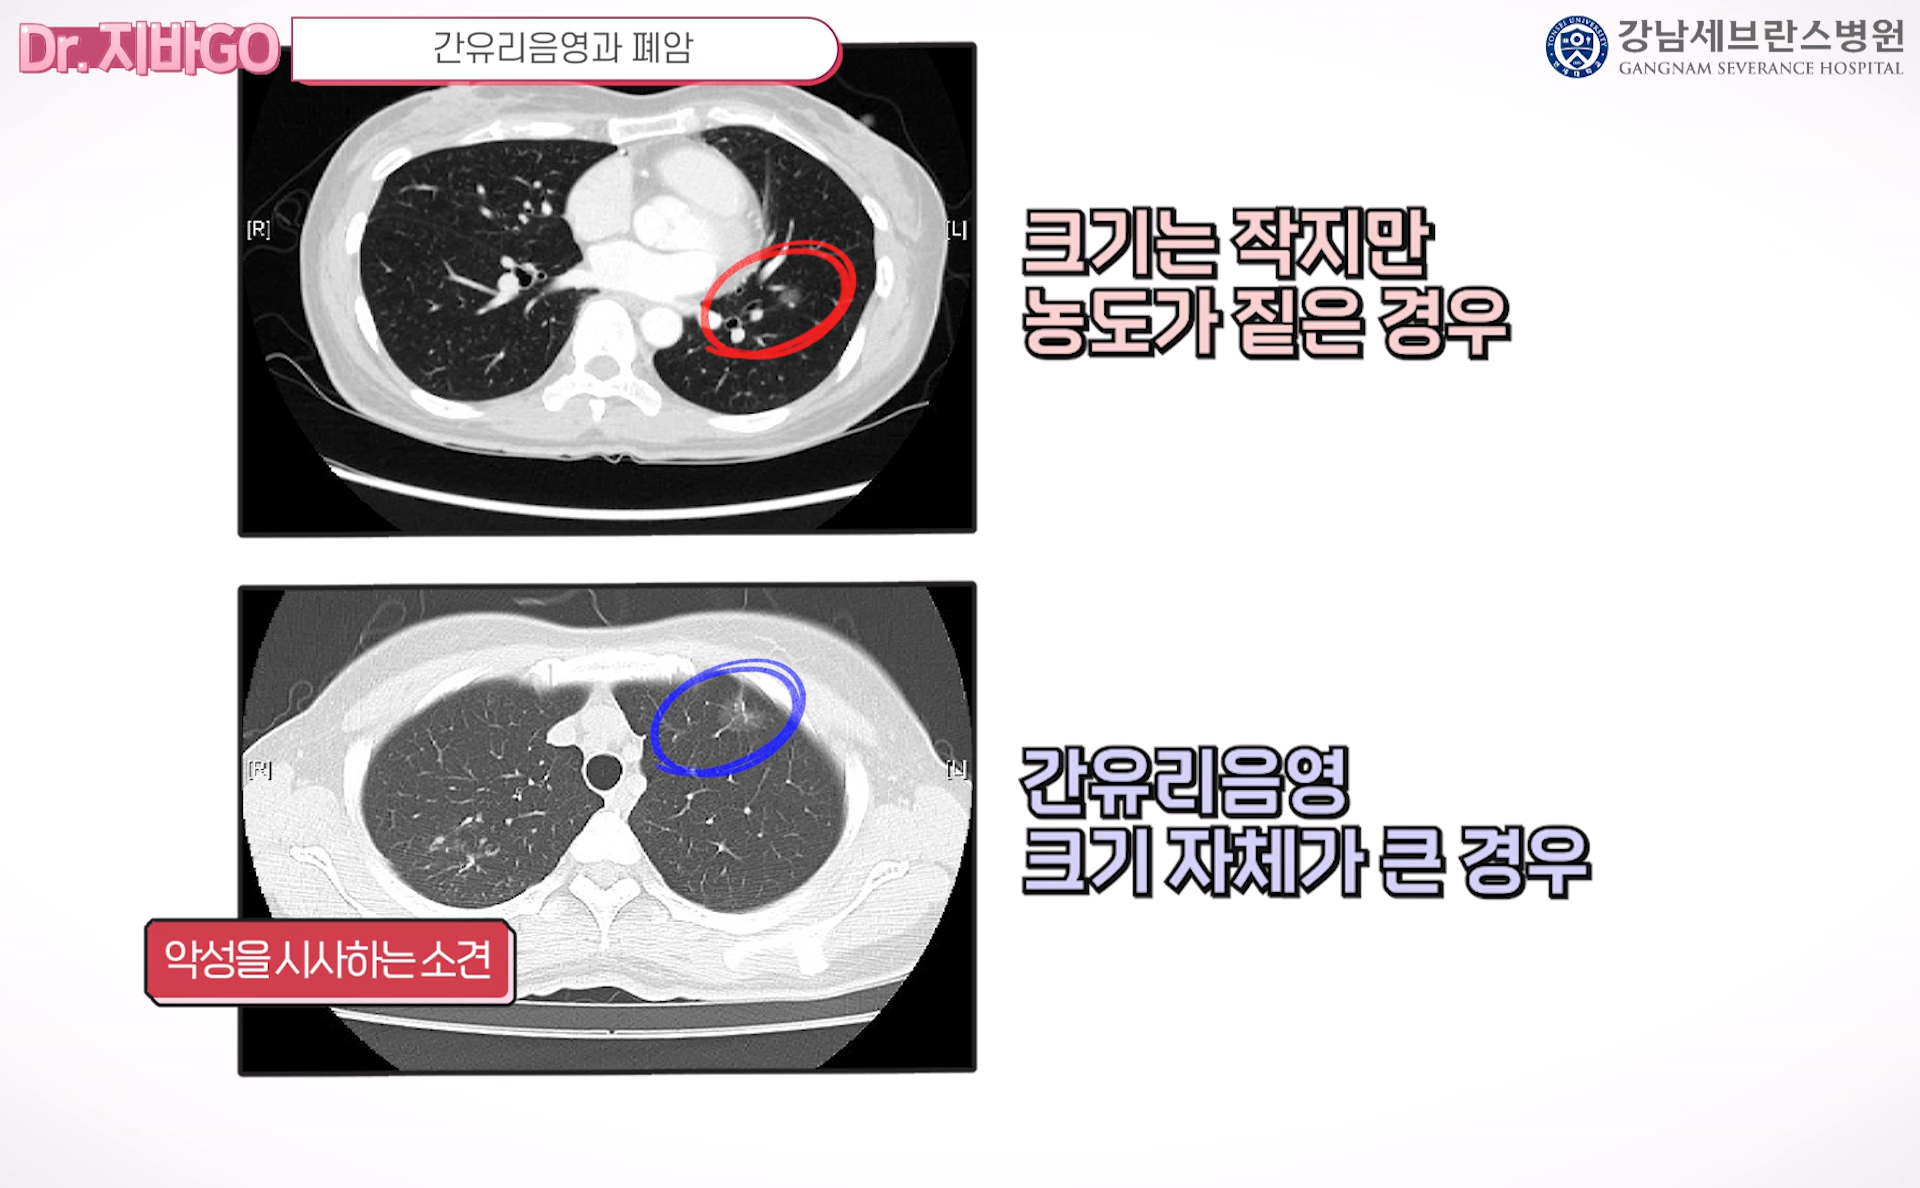 Dr. 지바GO
간유리음영과 폐암
강남세브란스병원
GANGNAM SEVERANCE HOSPITAL
[R]
[L]
크기는 작지만
농도가 짙은 경우
[R]
[L]
간유리음영
크기 자체가 큰 경우
악성을 시사하는 소견